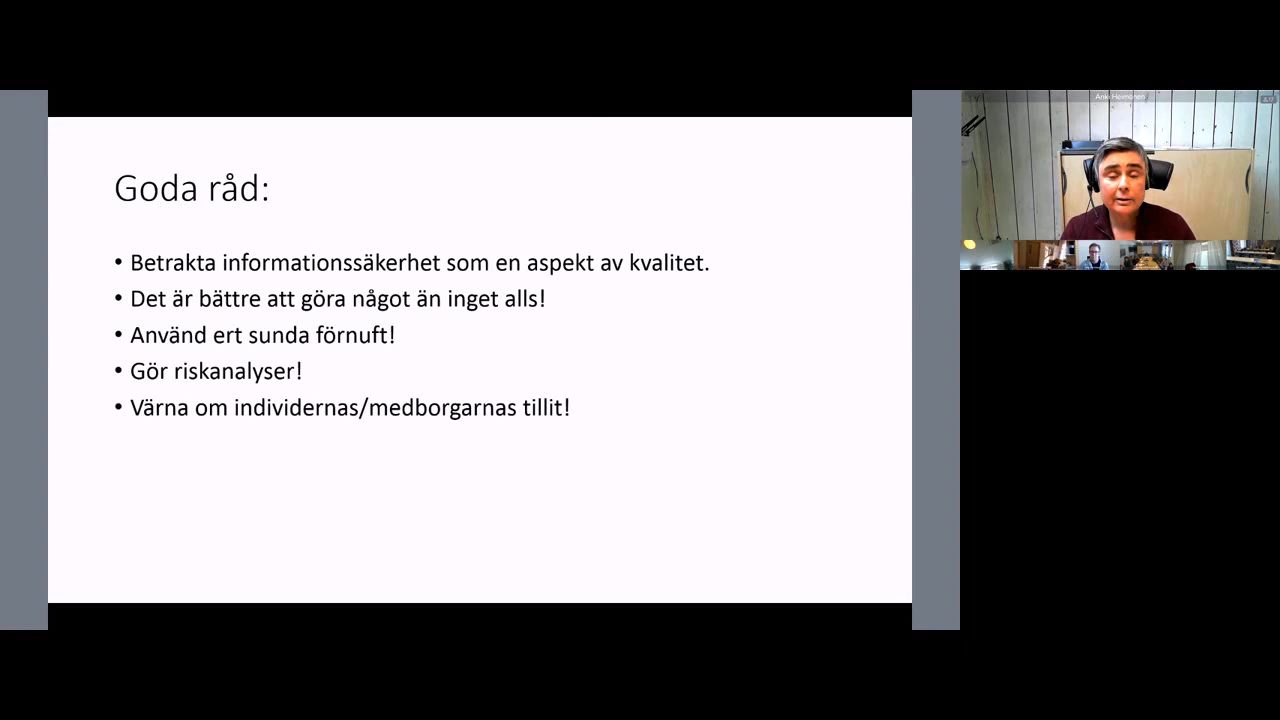 Goda råd:
• Betrakta informationssäkerhet som en aspekt av kvalitet.
• Det är bättre att göra något än inget alls!
• Använd ert sunda förnuft!
• Gör riskanalyser!
• Värna om individernas/medborgarnas tillit!